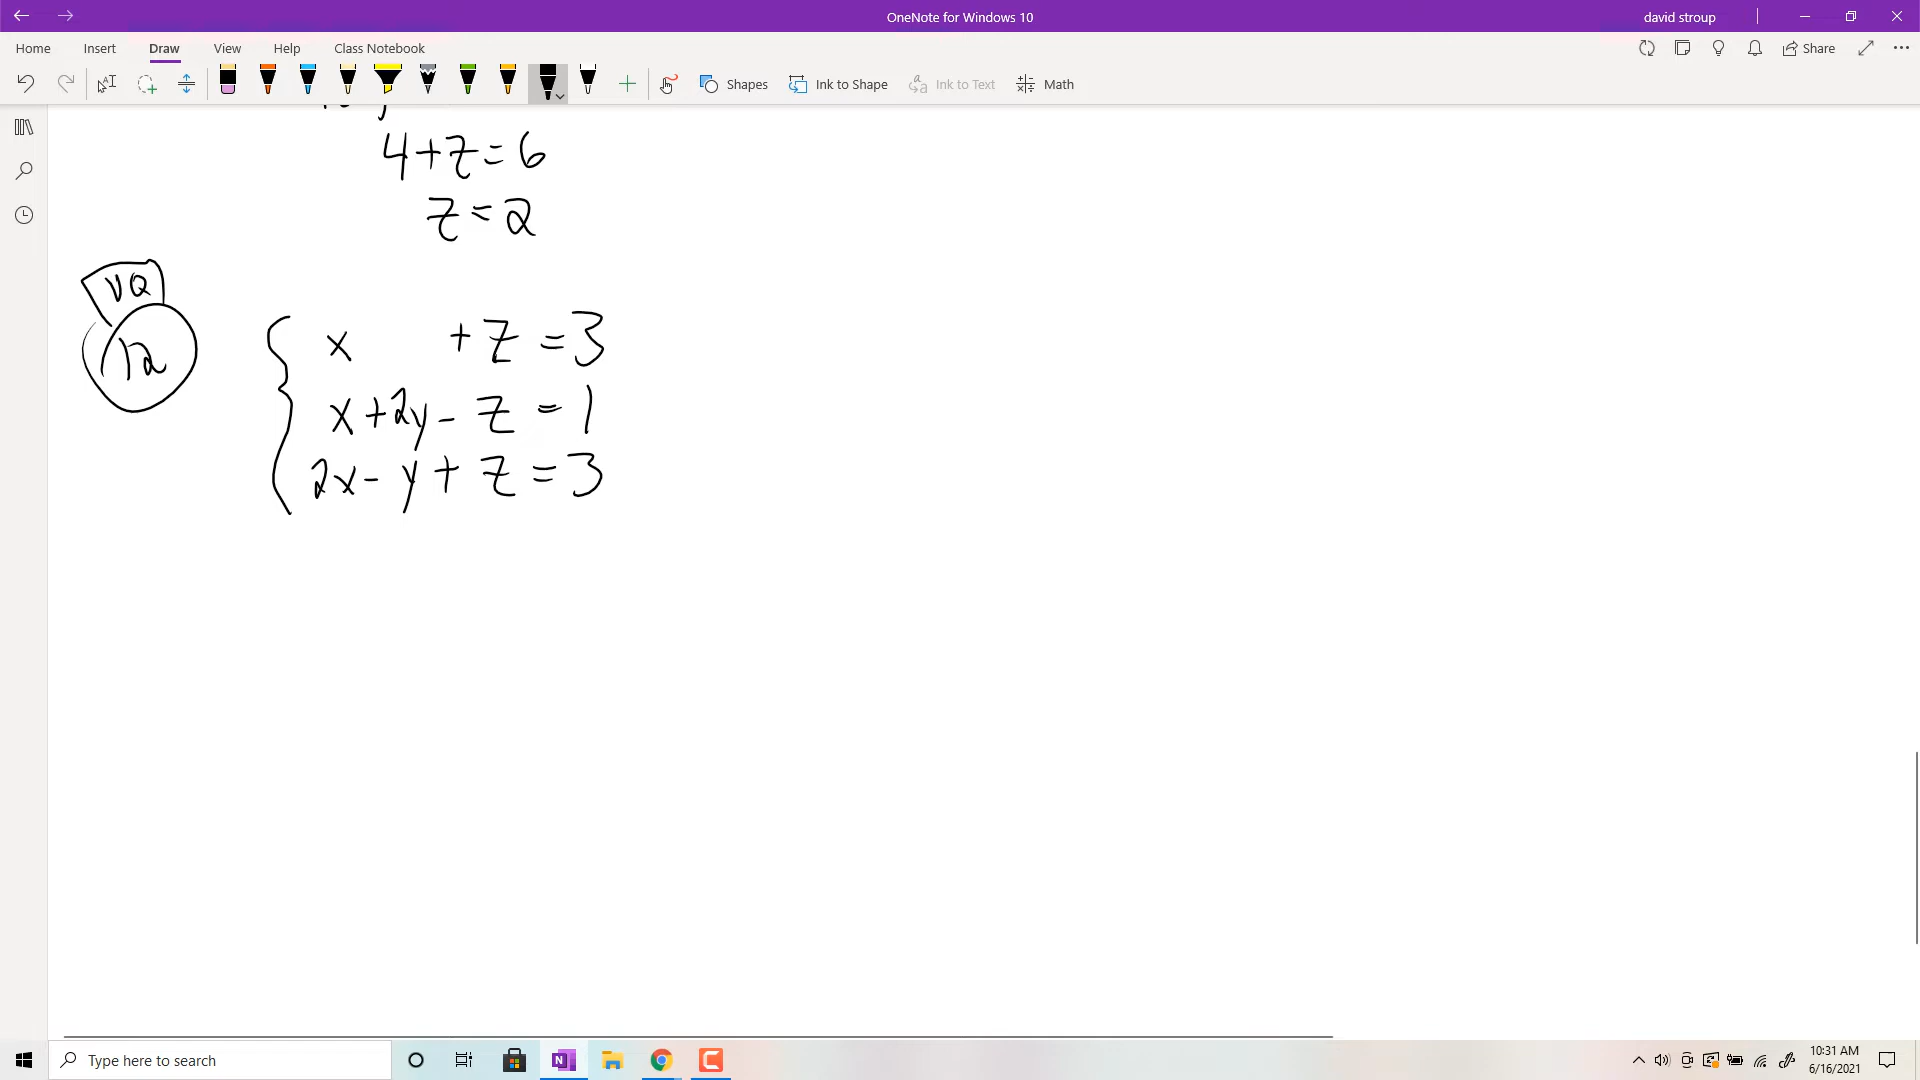 OneNote for Windows 10
david stroup
Home Insert Draw View Help Class Notebook
Share
Shapes Ink to Shape Ink to Text Math
4+z=6
z=2
VQ
12
x +z=3
x+2y-z=1
2x-y+z=3
Type here to search
10:31 AM
6/16/2021